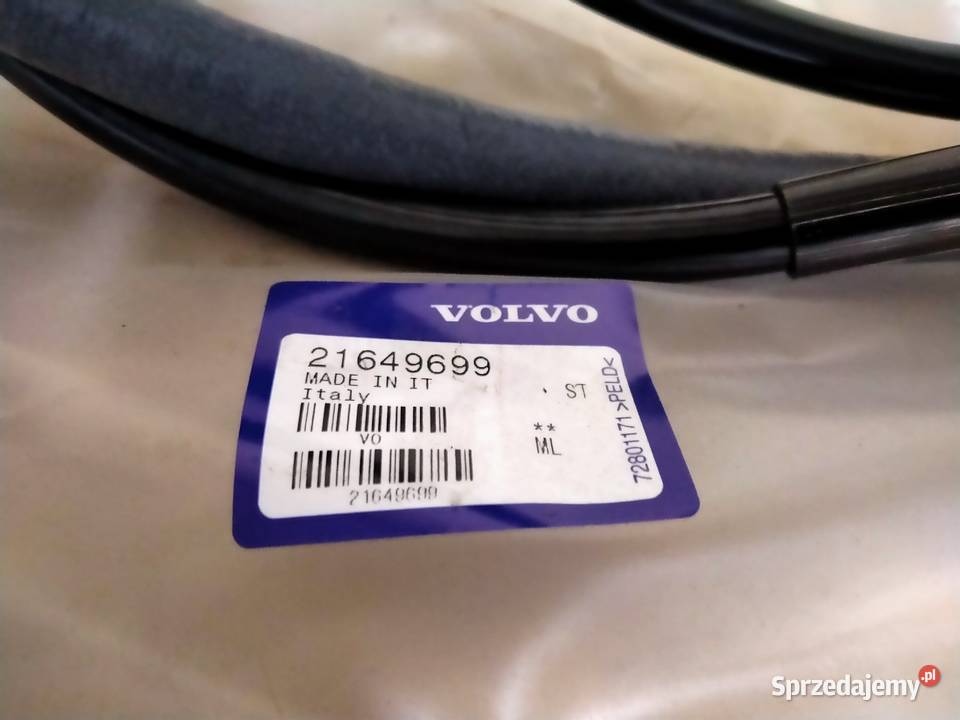 VOLVO
21649699
MADE IN IT
Italy
ST
VO
**
ML
21649699
72801171 >PELD<
Sprzedajemy.pl